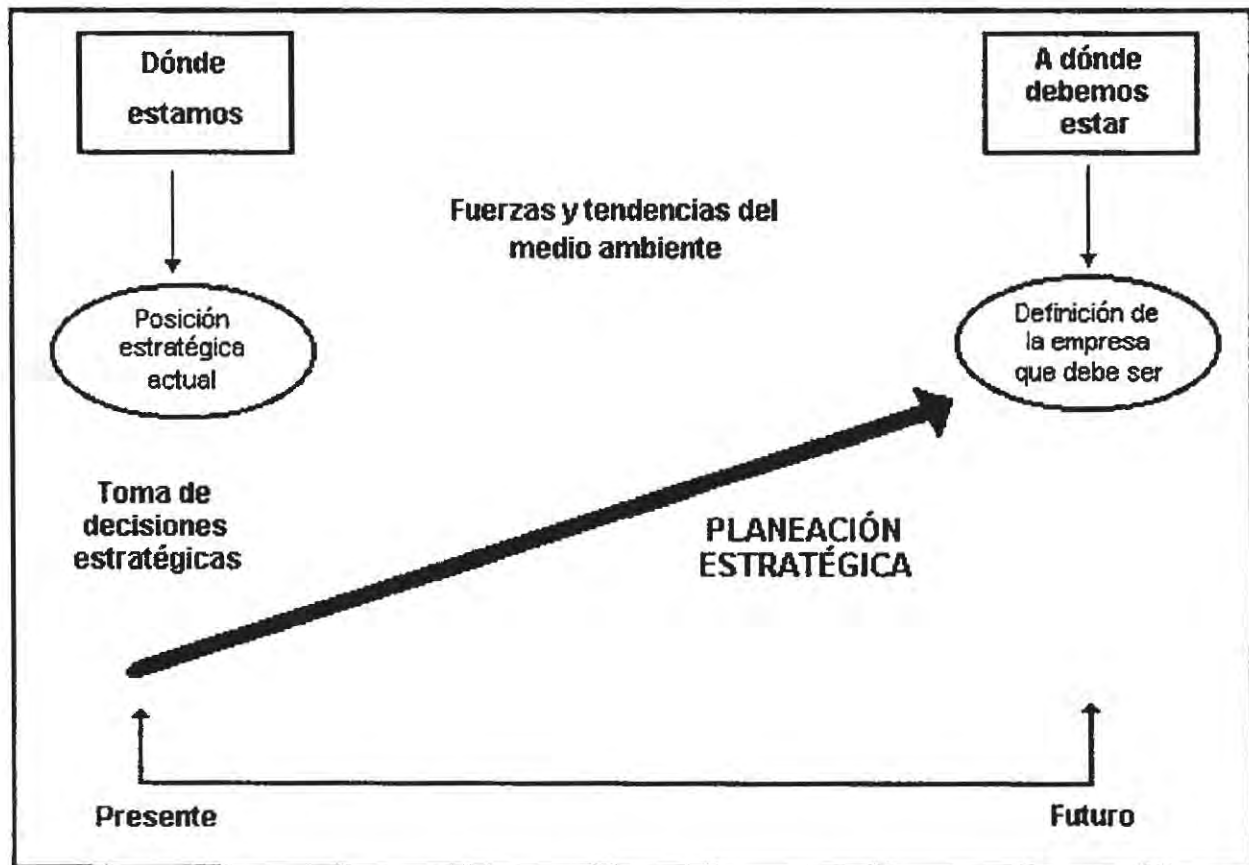 Dónde
estamos
A dónde
debemos
estar
Fuerzas y tendencias del
medio ambiente
Posición
estratégica
actual
Definición de
la empresa
que debe ser
Toma de
decisiones
estratégicas
PLANEACIÓN
ESTRATÉGICA
Presente
Futuro